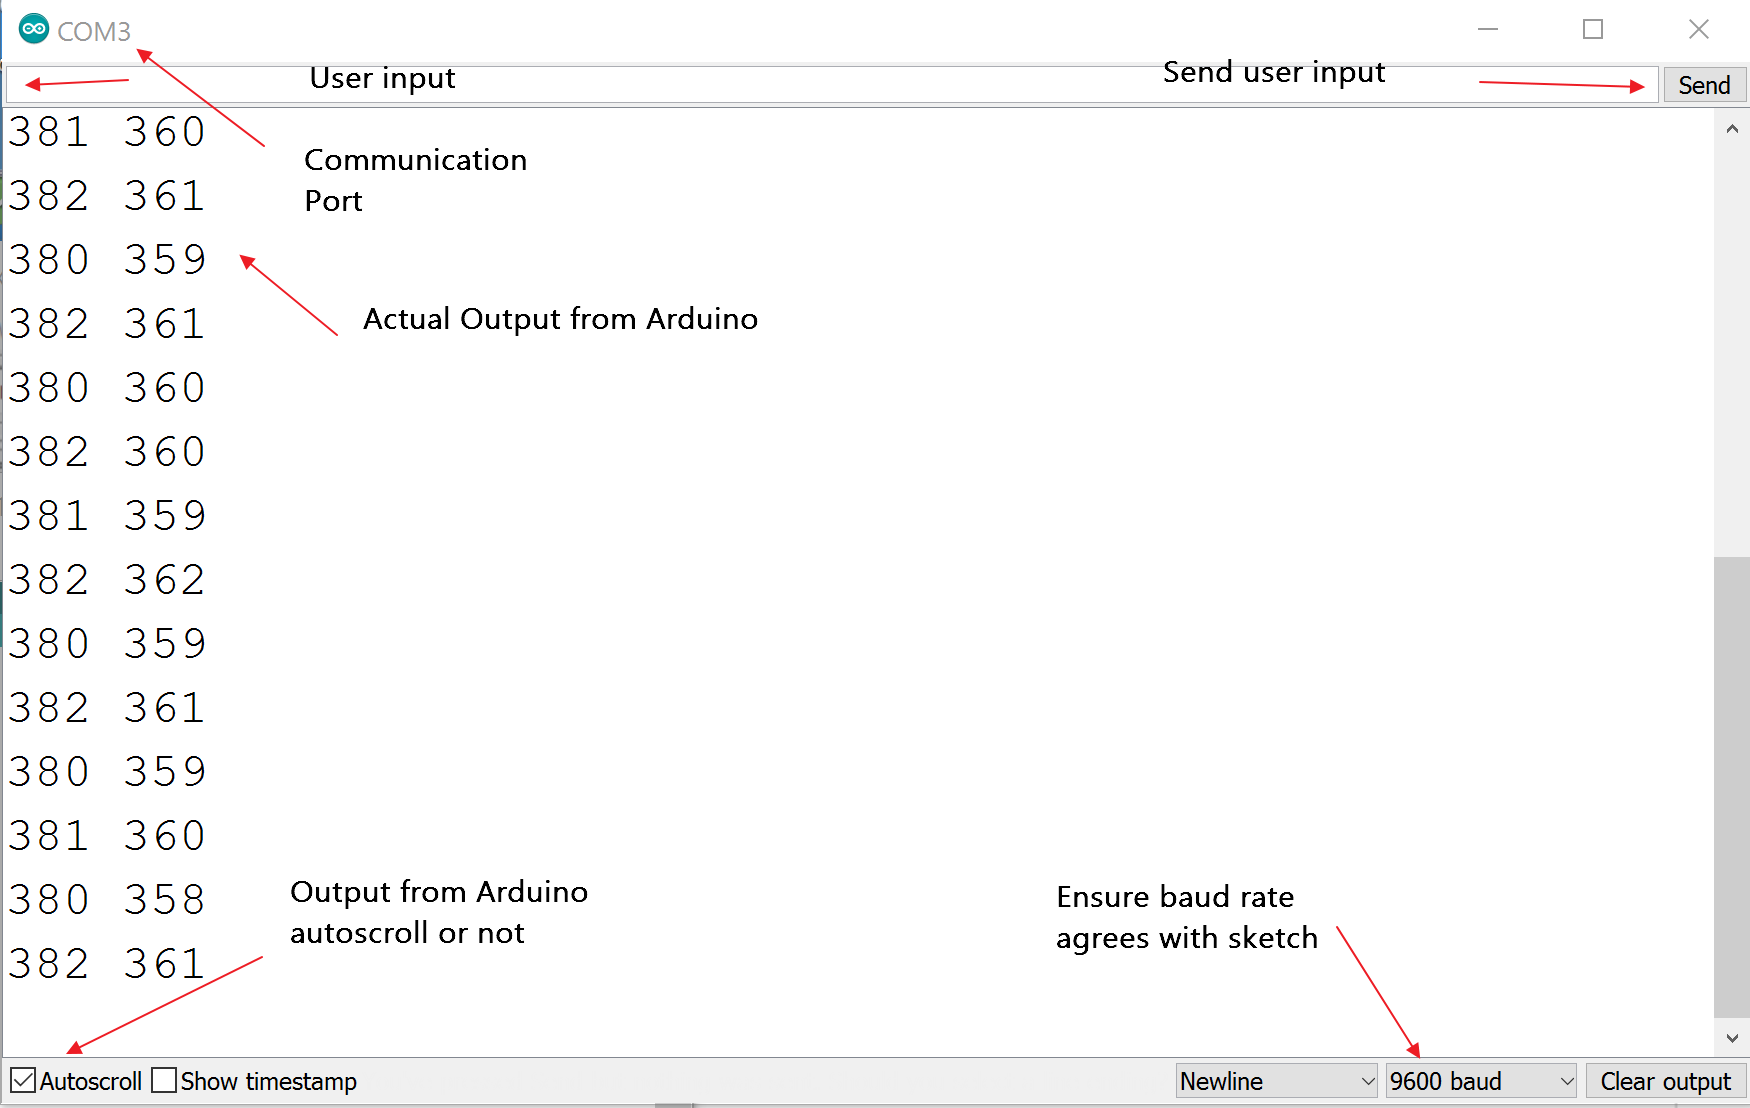 COM3
User input
Send user input
Send
381 360
Communication
Port
382 361
380 359
Actual Output from Arduino
382 361
380 360
382 360
381 359
382 362
380 359
382 361
380 359
381 360
Output from Arduino
autoscroll or not
Ensure baud rate
agrees with sketch
380 358
382 361
Autoscroll
Show timestamp
Newline
9600 baud
Clear output